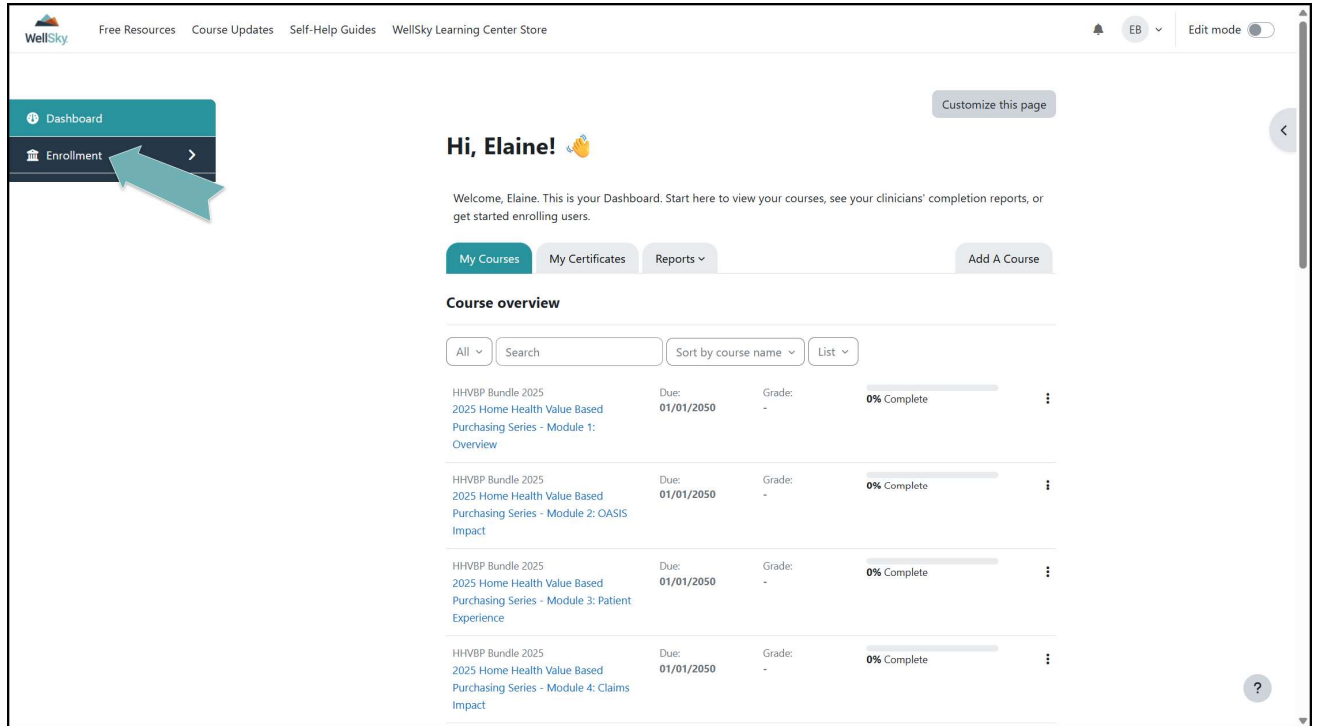 WellSky
Free Resources
Course Updates
Self-Help Guides
WellSky Learning Center Store
EB
Edit mode
Dashboard
Enrollment
Customize this page
Hi, Elaine!
Welcome, Elaine. This is your Dashboard. Start here to view your courses, see your clinicians' completion reports, or
get started enrolling users.
My Courses
My Certificates
Reports
Add A Course
Course overview
All
Search
Sort by course name
List
HHVBP Bundle 2025
2025 Home Health Value Based
Purchasing Series - Module 1:
Overview
Due:
01/01/2050
Grade:
-
0% Complete
HHVBP Bundle 2025
2025 Home Health Value Based
Purchasing Series - Module 2: OASIS
Impact
Due:
01/01/2050
Grade:
-
0% Complete
HHVBP Bundle 2025
2025 Home Health Value Based
Purchasing Series - Module 3: Patient
Experience
Due:
01/01/2050
Grade:
-
0% Complete
HHVBP Bundle 2025
2025 Home Health Value Based
Purchasing Series - Module 4: Claims
Impact
Due:
01/01/2050
Grade:
-
0% Complete
?